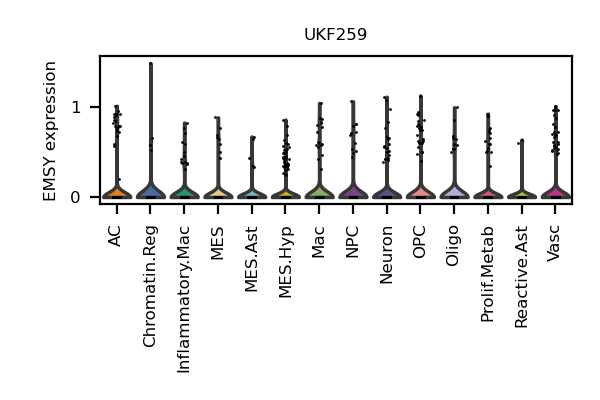 UKF259
EMSY expression
1
0
AC
Chromatin.Reg
Inflammatory.Mac
MES
MES.Ast
MES.Hyp
Mac
NPC
Neuron
OPC
Oligo
Prolif.Metab
Reactive.Ast
Vasc